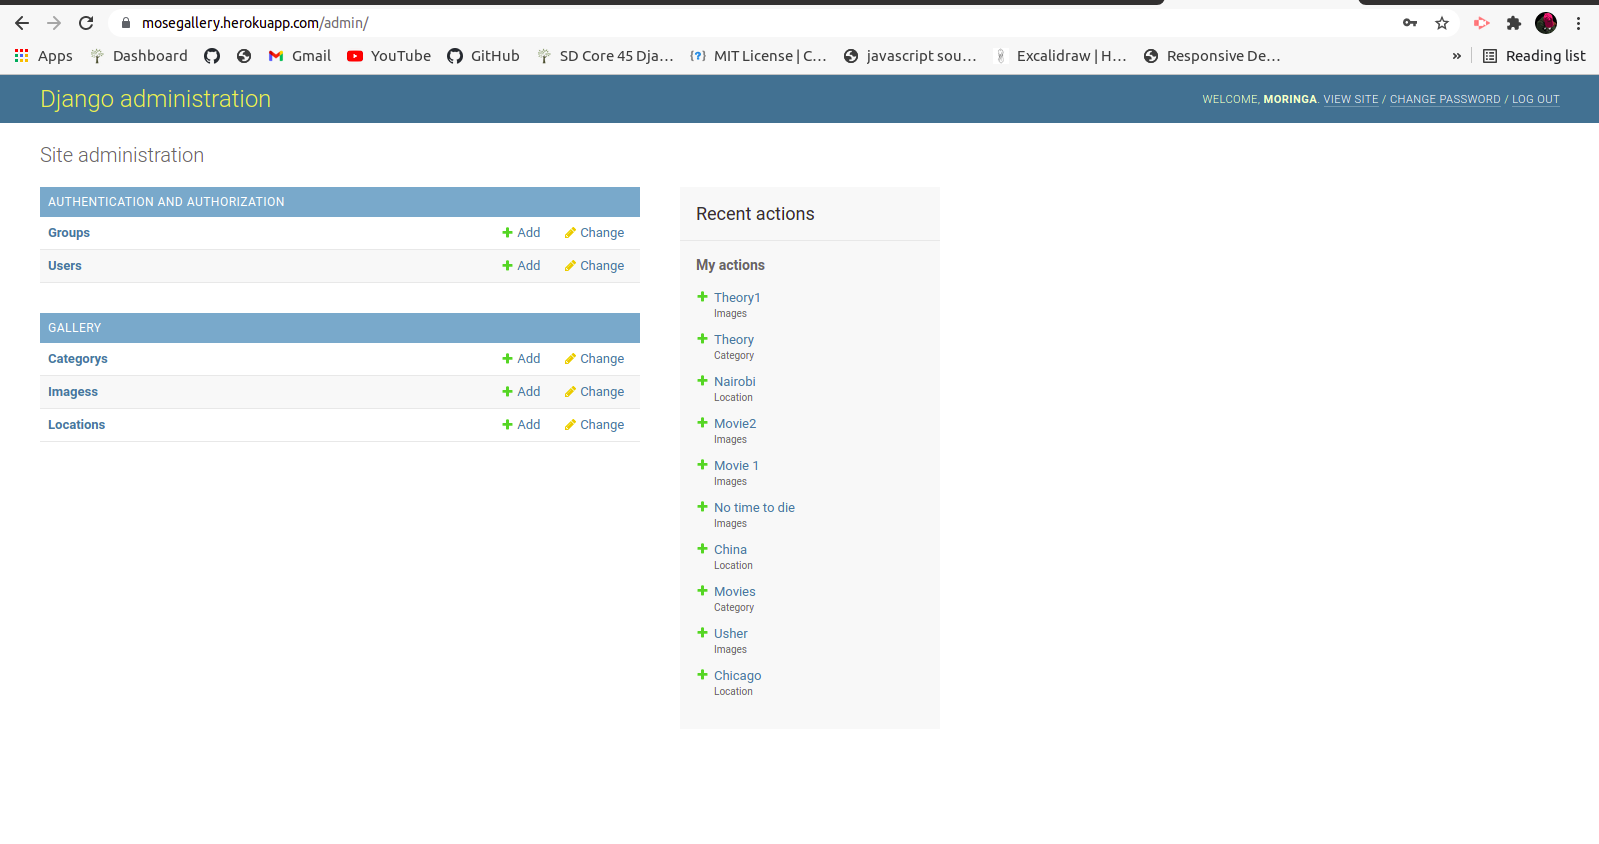 mosegallery.herokuapp.com/admin/
Apps Dashboard Gmail YouTube GitHub SD Core 45 Dja... {?} MIT License | C... javascript sou... Excalidraw | H... Responsive De... » Reading list
Django administration
WELCOME, MORINGA. VIEW SITE / CHANGE PASSWORD / LOG OUT
Site administration
AUTHENTICATION AND AUTHORIZATION
Groups Add Change
Users Add Change
GALLERY
Categorys Add Change
Imagess Add Change
Locations Add Change
Recent actions
My actions
Theory1
Images
Theory
Category
Nairobi
Location
Movie2
Images
Movie 1
Images
No time to die
Images
China
Location
Movies
Category
Usher
Images
Chicago
Location